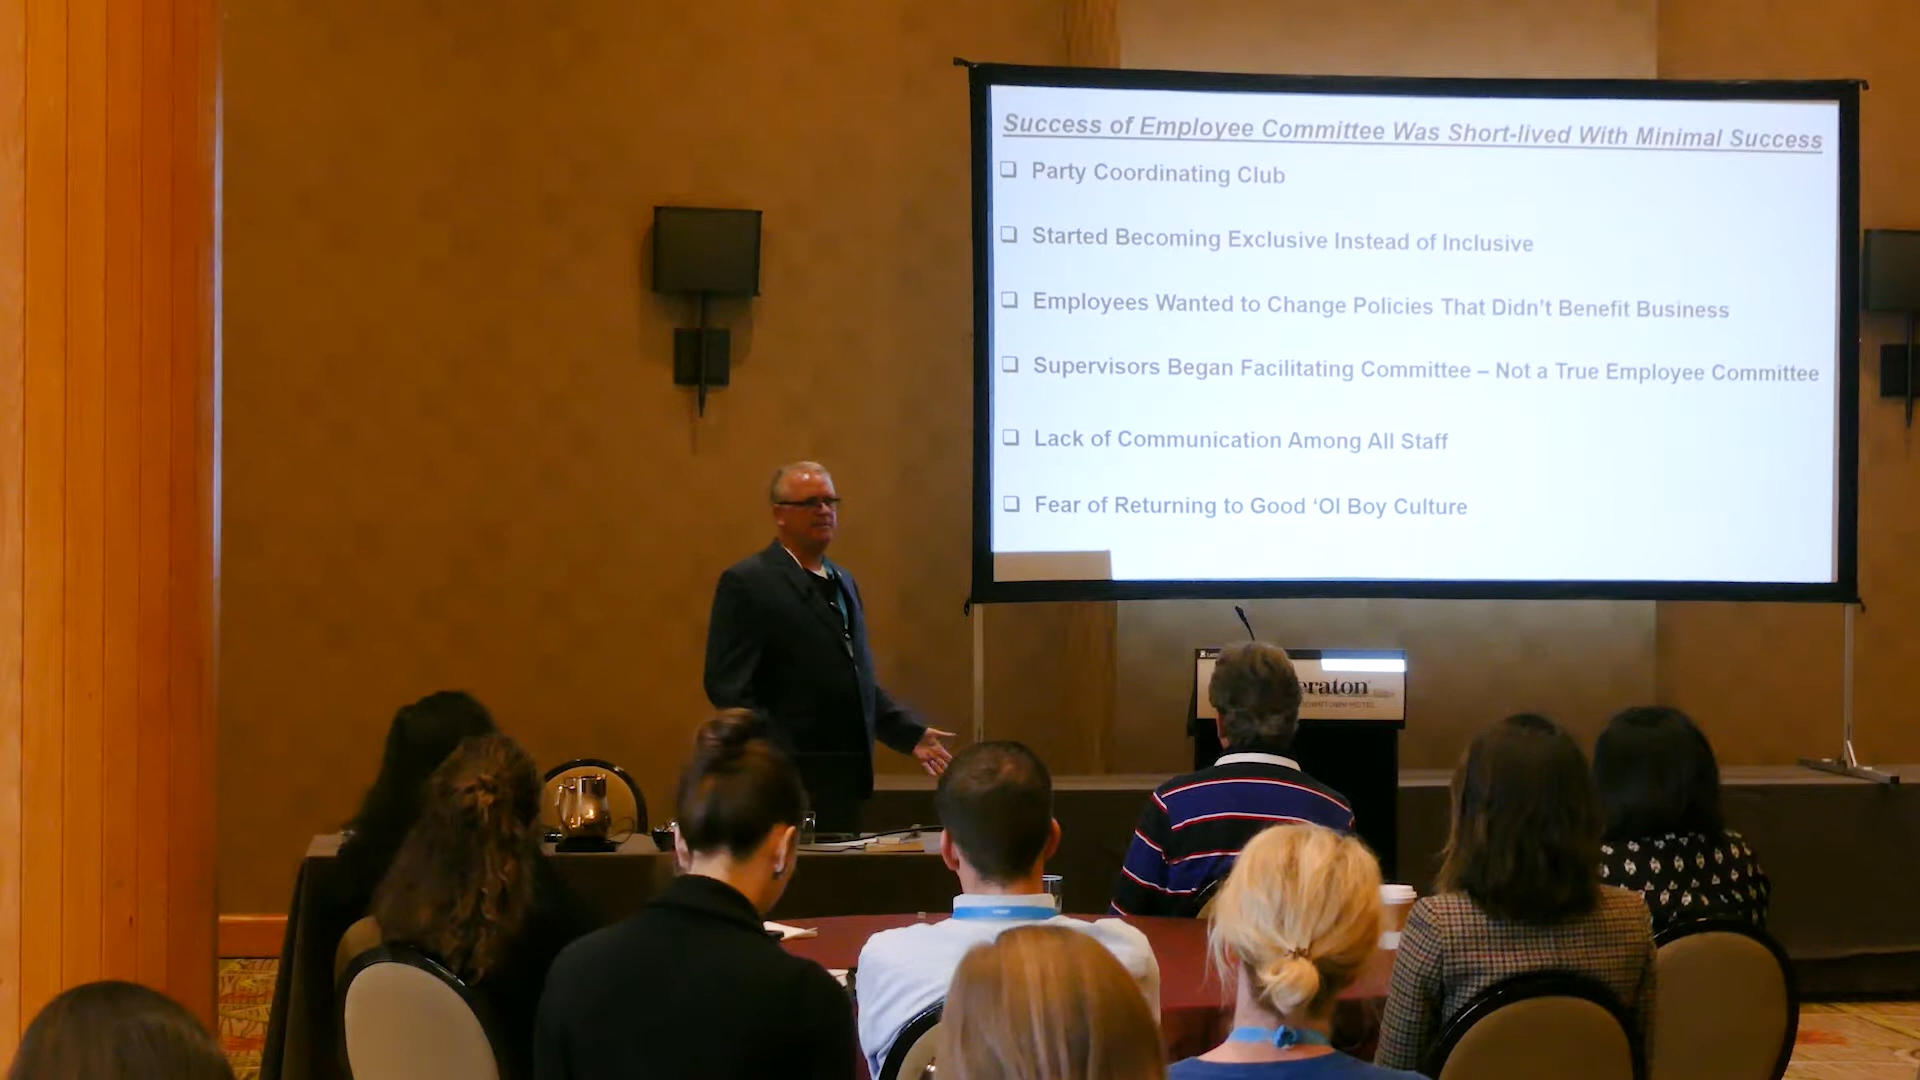 Success of Employee Committee Was Short-lived With Minimal Success
Party Coordinating Club
Started Becoming Exclusive Instead of Inclusive
Employees Wanted to Change Policies That Didn't Benefit Business
Supervisors Began Facilitating Committee – Not a True Employee Committee
Lack of Communication Among All Staff
Fear of Returning to Good ‘Ol Boy Culture
eraton
HOTEL